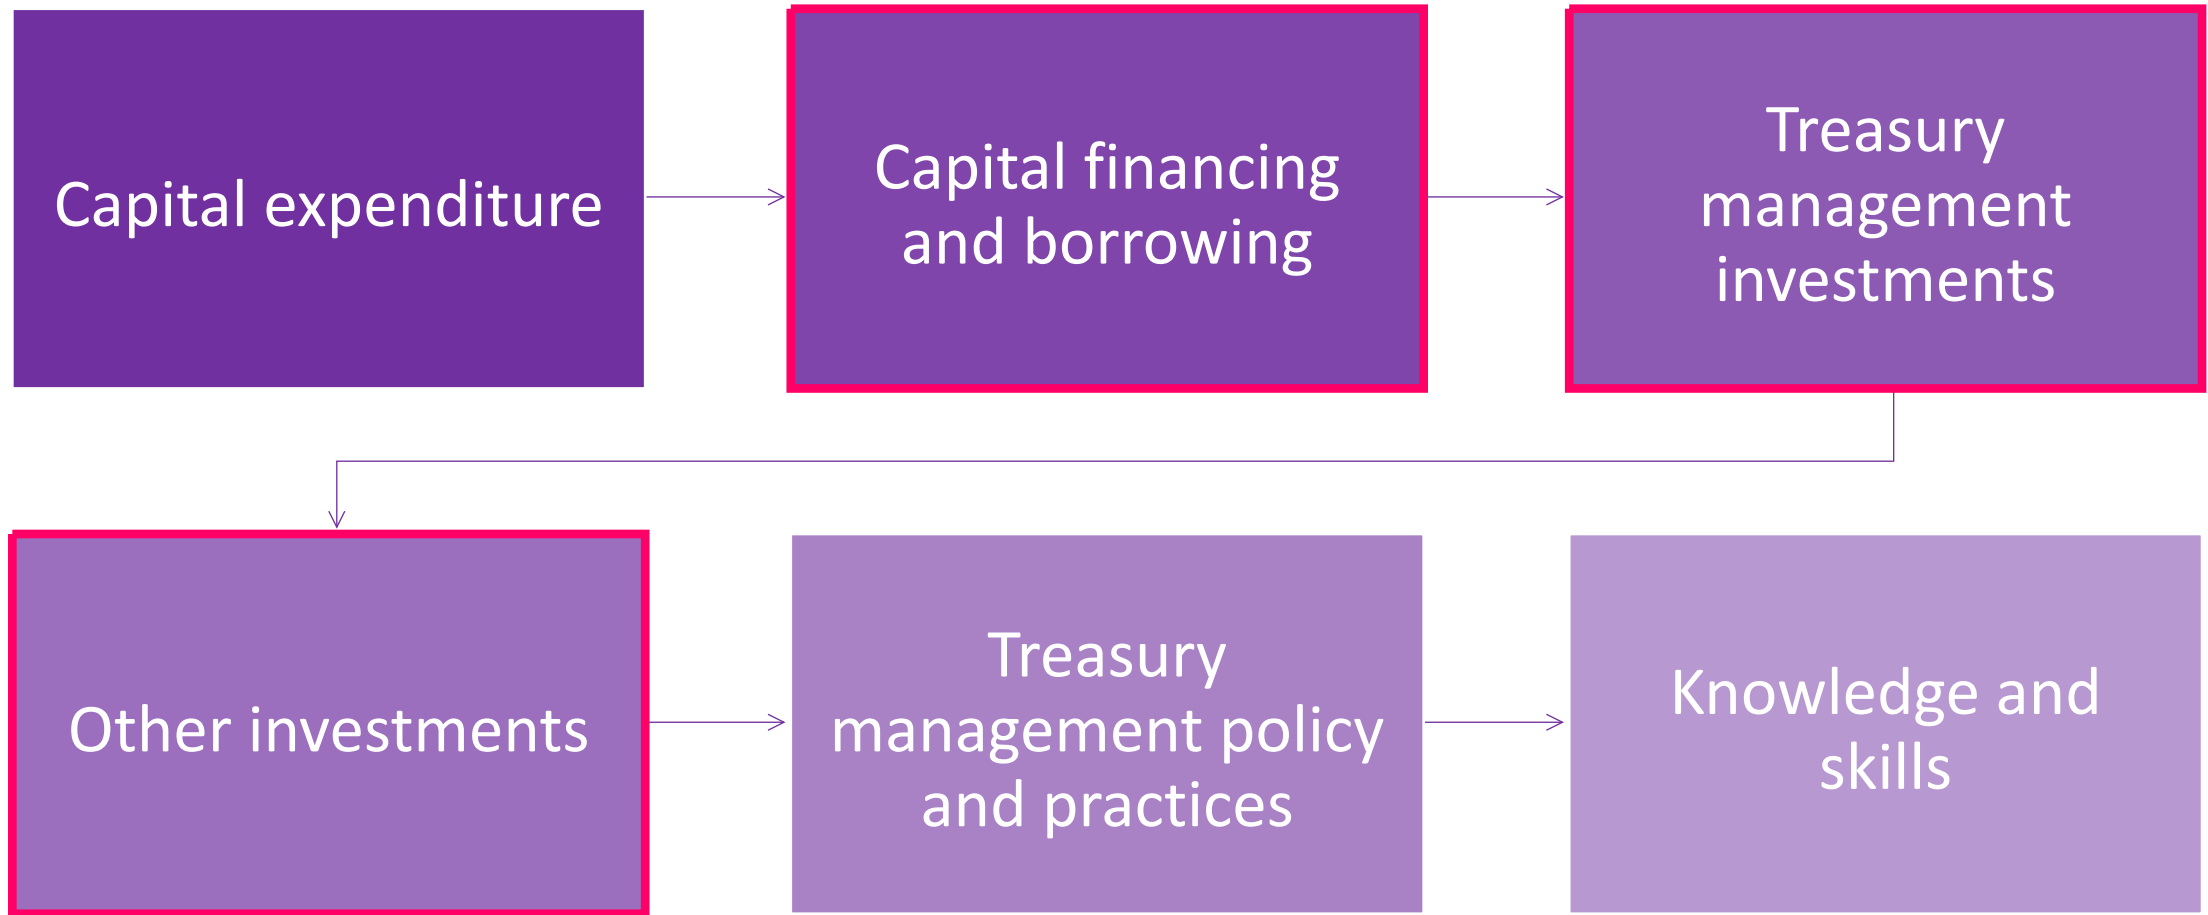 Capital expenditure
Capital financing
and borrowing
Treasury
management
investments
Other investments
Treasury
management policy
and practices
Knowledge and
skills